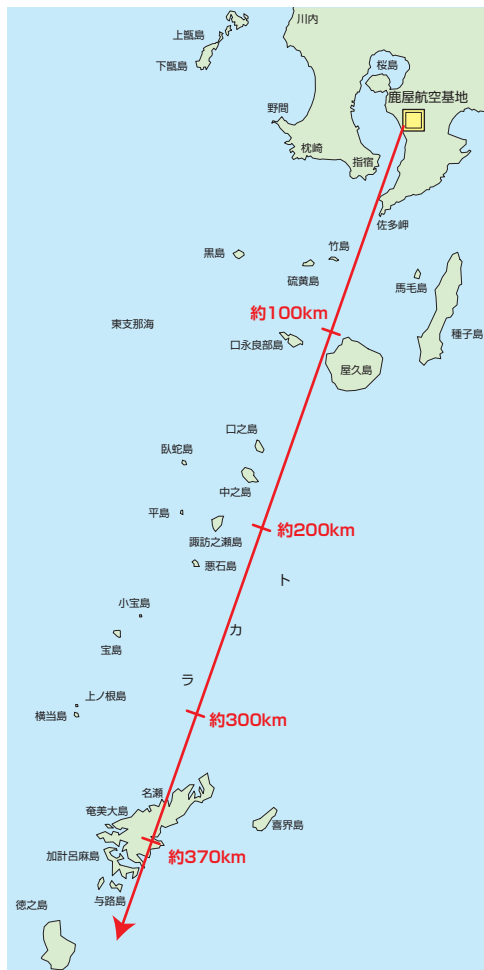 川内
上甑島
下甑島
桜島
鹿屋航空基地
野間
枕崎
指宿
佐多岬
黒島
竹島
硫黄島
馬毛島
約100km
東支那海
種子島
口永良部島
屋久島
口之島
臥蛇島
中之島
平島
約200km
諏訪之瀬島
悪石島
ト
小宝島
カ
宝島
ラ
上ノ根島
横当島
約300km
名瀬
奄美大島
喜界島
加計呂麻島
約370km
与路島
徳之島